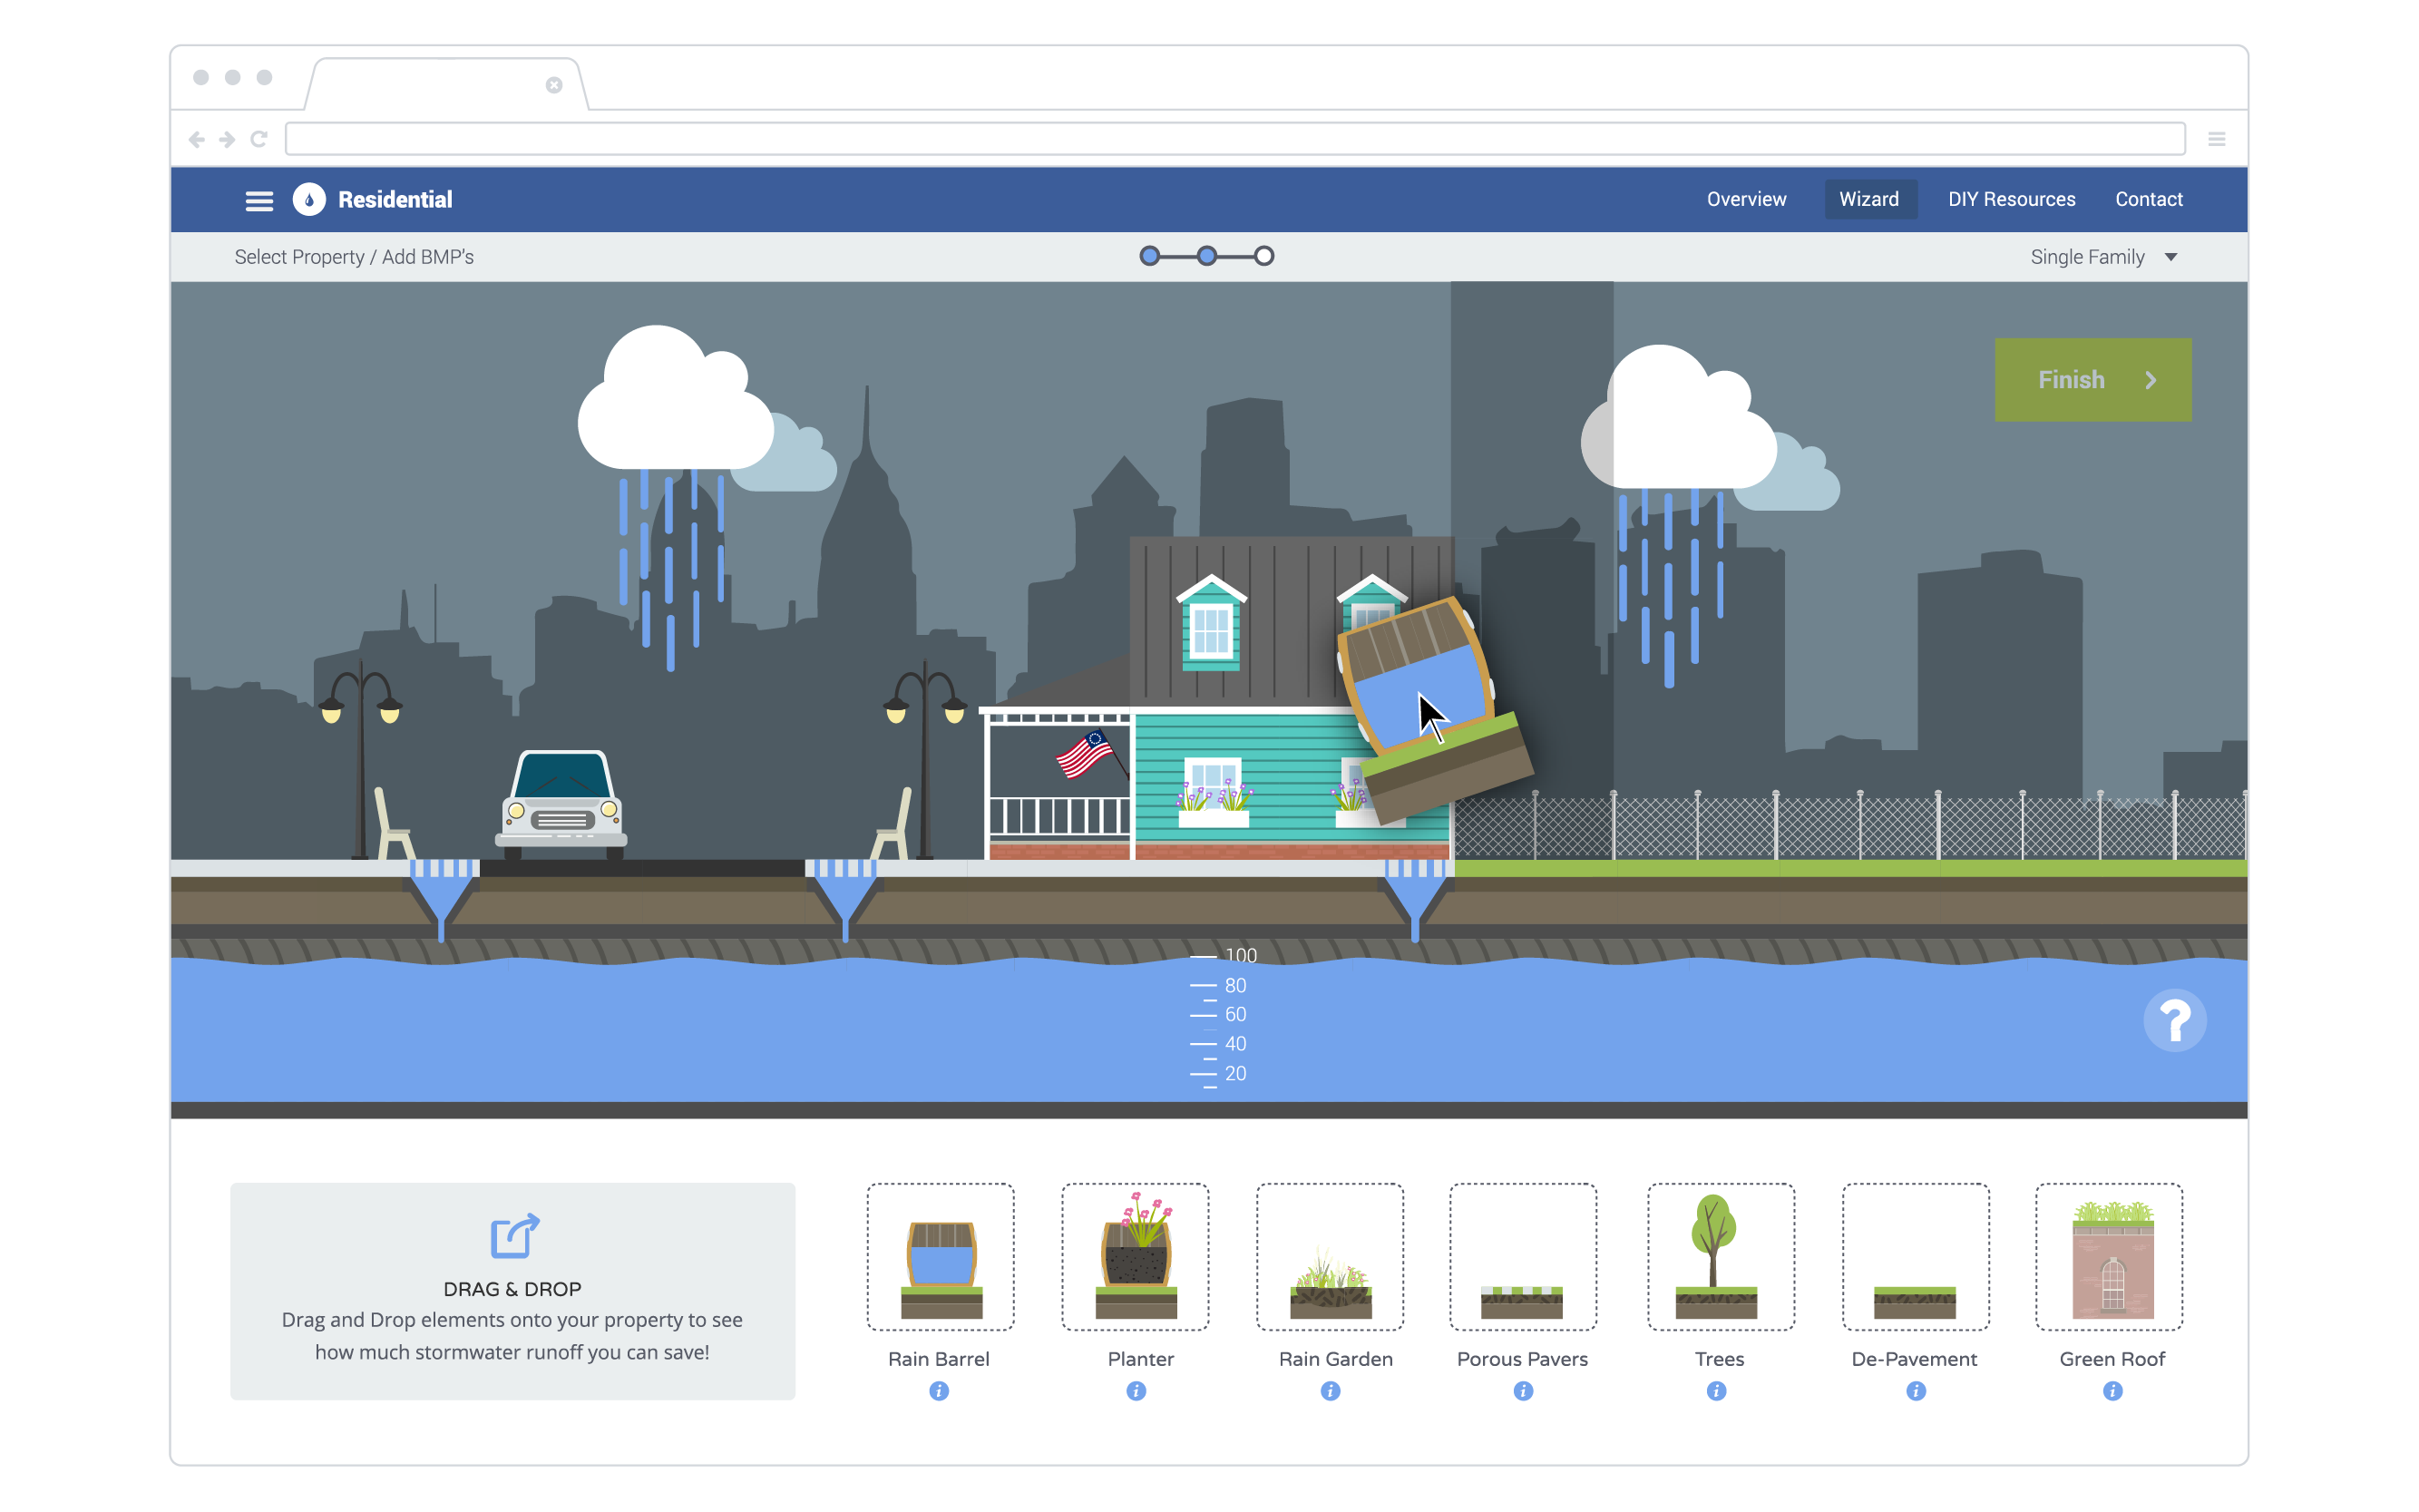 Residential
Overview
Wizard
DIY Resources
Contact
Select Property / Add BMP's
Single Family
Finish
100
80
60
40
20
?
DRAG & DROP
Drag and Drop elements onto your property to see
how much stormwater runoff you can save!
Rain Barrel
Planter
Rain Garden
Porous Pavers
Trees
De-Pavement
Green Roof
i
i
i
i
i
i
i